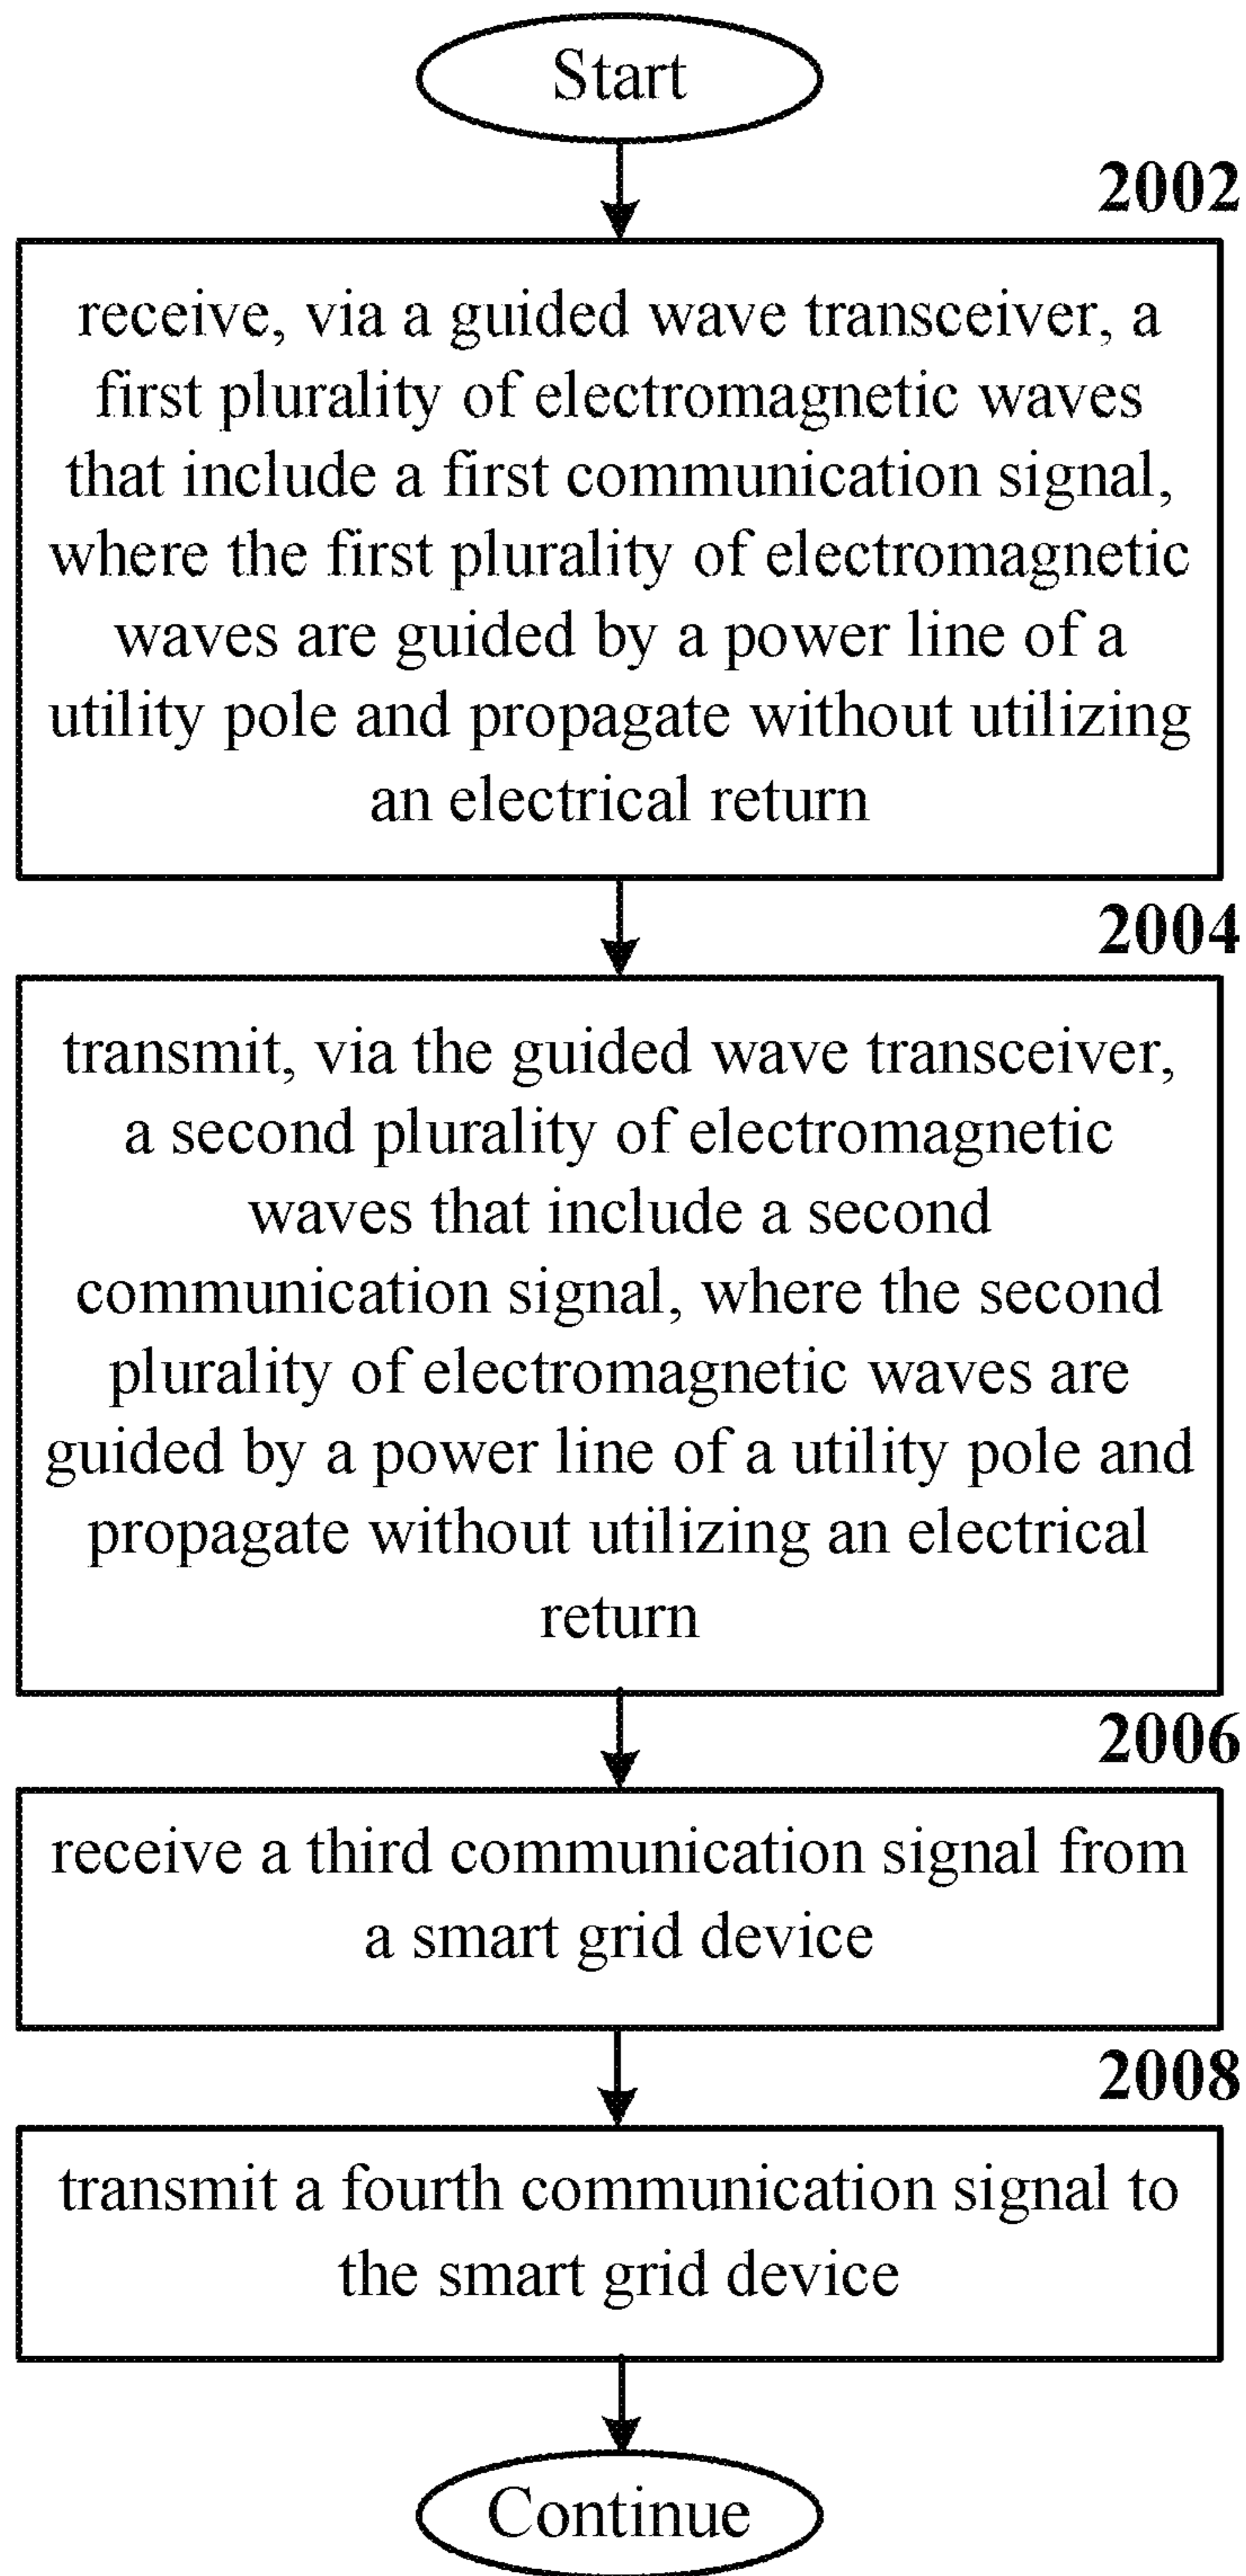 Start
2002
receive, via a guided wave transceiver, a
first plurality of electromagnetic waves
that include a first communication signal,
where the first plurality of electromagnetic
waves are guided by a power line of a
utility pole and propagate without utilizing
an electrical return
2004
transmit, via the guided wave transceiver,
a second plurality of electromagnetic
waves that include a second
communication signal, where the second
plurality of electromagnetic waves are
guided by a power line of a utility pole and
propagate without utilizing an electrical
return
2006
receive a third communication signal from
a smart grid device
2008
transmit a fourth communication signal to
the smart grid device
Continue